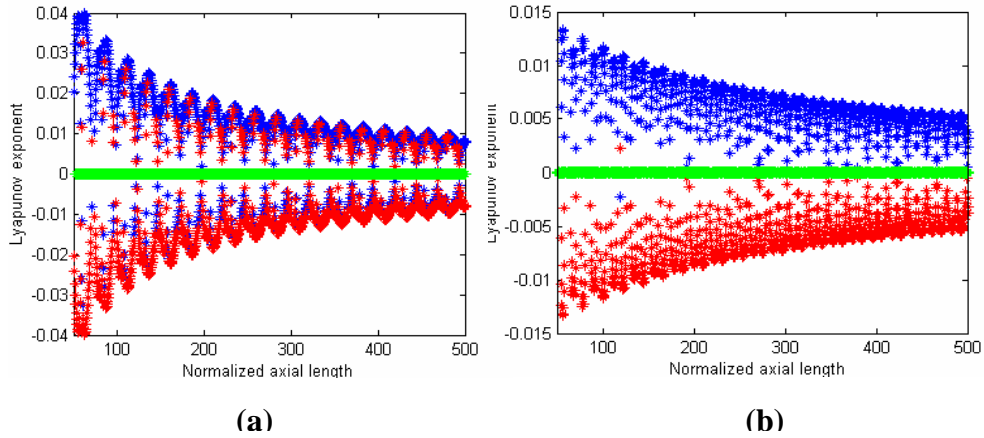 (a)
0.04
0.03
0.02
0.01
0
-0.01
-0.02
-0.03
-0.04
Lyapunov exponent
100 200 300 400 500
Normalized axial length
(b)
0.015
0.01
0.005
0
-0.005
-0.01
-0.015
Lyapunov exponent
100 200 300 400 500
Normalized axial length